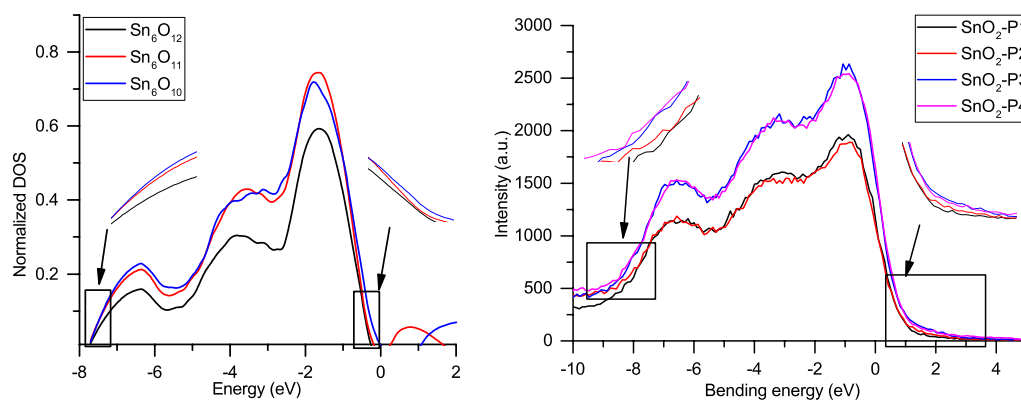 Sn₆O₁₂
Sn₆O₁₁
Sn₆O₁₀
0.8
0.6
0.4
0.2
Normalized DOS
-8 -6 -4 -2 0 2
Energy (eV)
SnO₂-P1
SnO₂-P2
SnO₂-P3
SnO₂-P4
3000
2500
2000
1500
1000
500
0
Intensity (a.u.)
-10 -8 -6 -4 -2 0 2 4
Bending energy (eV)